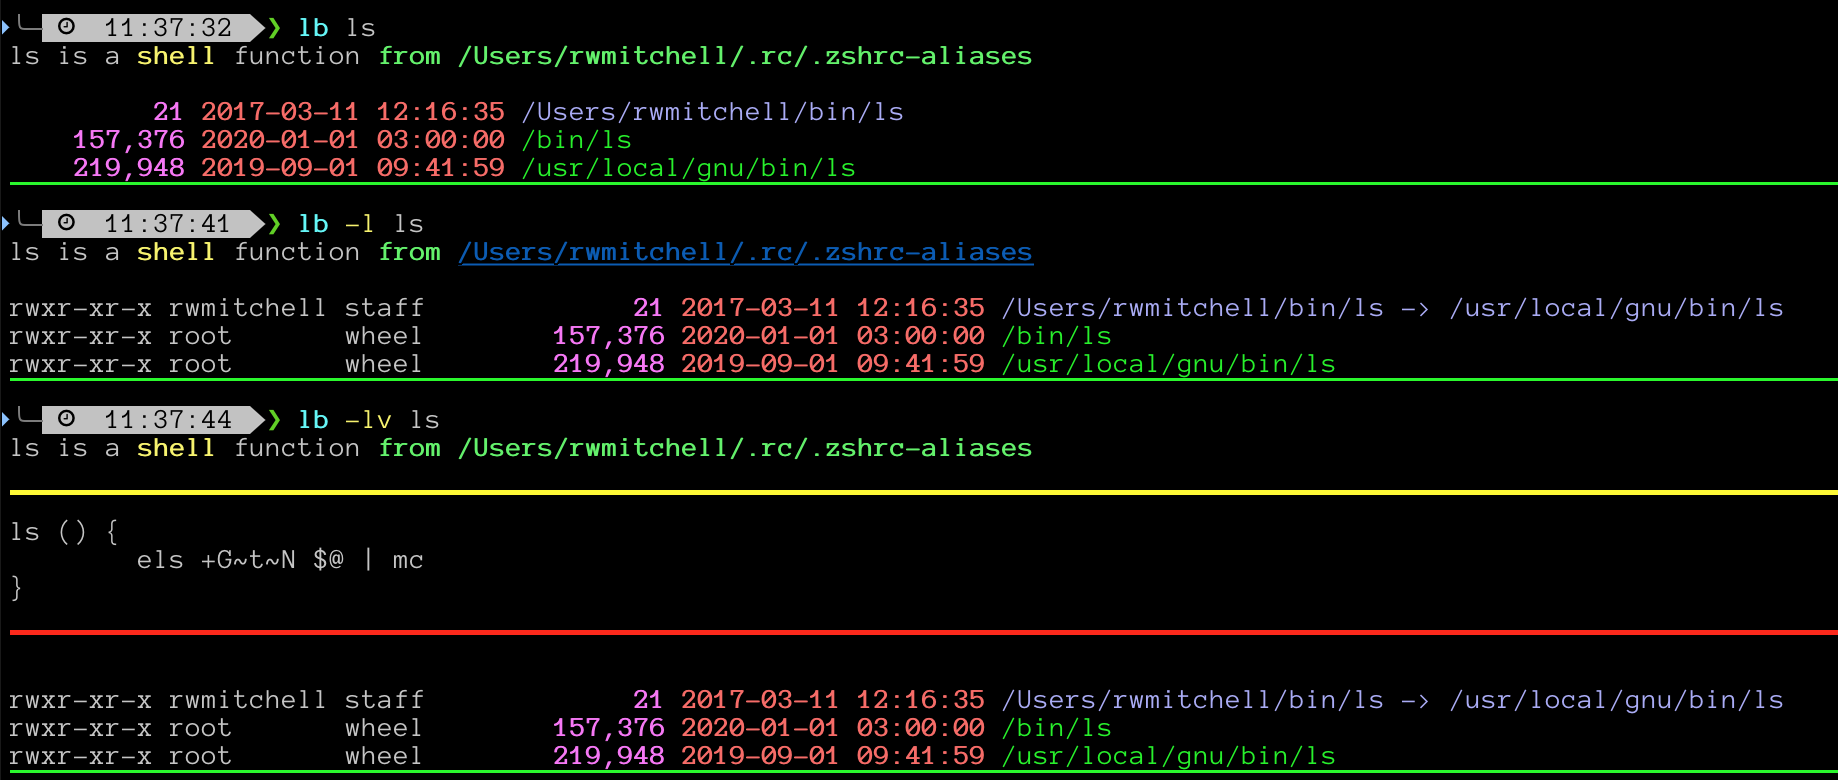 11:37:32 ❯ lb ls
ls is a shell function from /Users/rwmitchell/.rc/.zshrc-aliases
21 2017-03-11 12:16:35 /Users/rwmitchell/bin/ls
157,376 2020-01-01 03:00:00 /bin/ls
219,948 2019-09-01 09:41:59 /usr/local/gnu/bin/ls
11:37:41 ❯ lb -l ls
ls is a shell function from /Users/rwmitchell/.rc/.zshrc-aliases
rwxr-xr-x rwmitchell staff 21 2017-03-11 12:16:35 /Users/rwmitchell/bin/ls -> /usr/local/gnu/bin/ls
rwxr-xr-x root wheel 157,376 2020-01-01 03:00:00 /bin/ls
rwxr-xr-x root wheel 219,948 2019-09-01 09:41:59 /usr/local/gnu/bin/ls
11:37:44 ❯ lb -lv ls
ls is a shell function from /Users/rwmitchell/.rc/.zshrc-aliases
ls () {
els +G~t~N $@ | mc
}
rwxr-xr-x rwmitchell staff 21 2017-03-11 12:16:35 /Users/rwmitchell/bin/ls -> /usr/local/gnu/bin/ls
rwxr-xr-x root wheel 157,376 2020-01-01 03:00:00 /bin/ls
rwxr-xr-x root wheel 219,948 2019-09-01 09:41:59 /usr/local/gnu/bin/ls